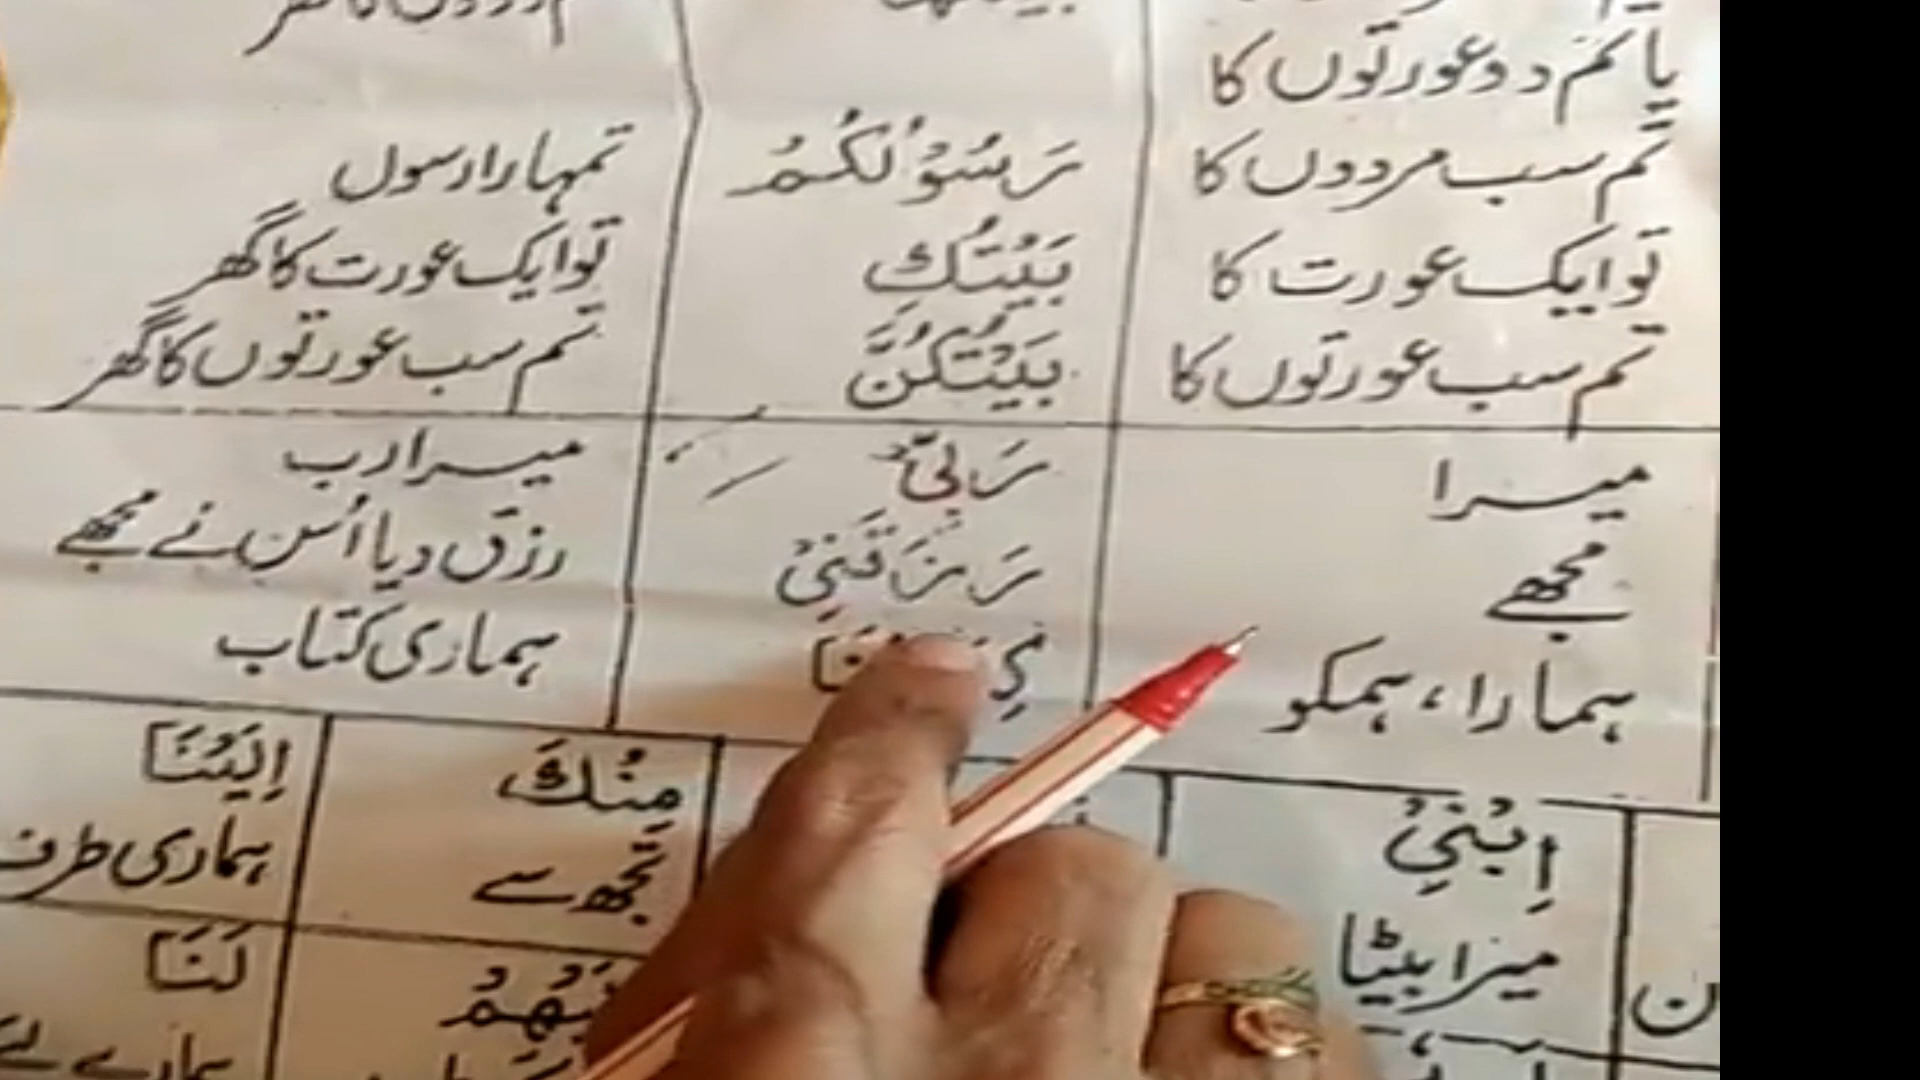 یا تم دو عورتوں کا
تم سب مردوں کا رَسُوْلُكُمْ تمہارا رسول
تو ایک عورت کا بَيْتُكِ تو ایک عورت کا گھر
تم سب عورتوں کا بَيْتُكُنَّ تم سب عورتوں کا گھر
میرا رَبِّیْ میرا رب
مجھے رَزَقَنِیْ رزق دیا اُس نے مجھے
ہمارا ، ہمکو ہماری کتاب
اِبْنِیْ مِنْكَ اِلَيْنَا
میرا بیٹا تجھ سے ہماری طرف
لَنَا
ہمارے لئے